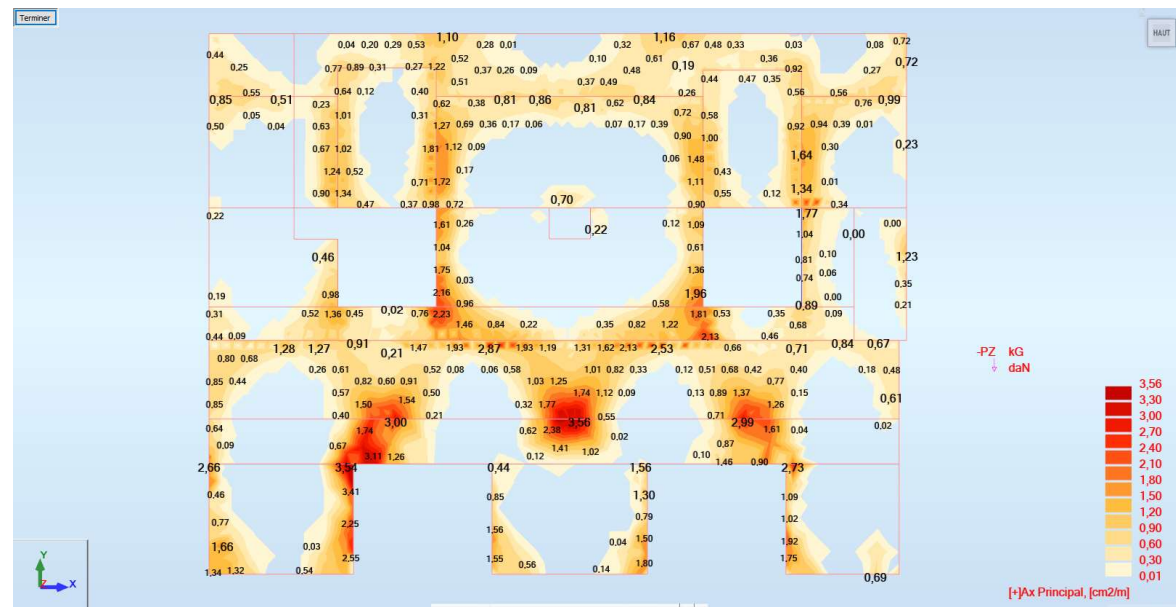 Terminer
HAUT
1,10 1,16
0,04 0,20 0,29 0,53 0,28 0,01 0,32 0,67 0,48 0,33 0,03 0,08 0,72
0,44 0,52 0,10 0,61 0,36
0,25 0,77 0,89 0,31 0,27 1,22 0,37 0,26 0,09 0,48 0,19 0,92 0,27 0,72
0,51 0,37 0,49 0,44 0,47 0,35
0,55 0,64 0,12 0,40 0,26 0,56 0,56
0,85 0,51 0,23 0,62 0,38 0,81 0,86 0,81 0,62 0,84 0,76 0,99
0,05 1,01 0,31 0,72 0,58
0,50 0,04 0,63 1,27 0,69 0,36 0,17 0,06 0,07 0,17 0,39 0,92 0,94 0,39 0,01
0,90 1,00
0,67 1,02 1,81 1,12 0,09 0,30 0,23
0,06 1,48 1,64
1,24 0,52 0,17 0,43
0,71 1,72 1,11 0,01
0,90 1,34 0,70 0,55 0,12 1,34
0,47 0,37 0,98 0,72 0,90 0,34
0,22 1,77
1,61 0,26 0,22 0,12 1,09 0,00
1,04 0,00
0,46 1,04 0,61 0,10 1,23
0,81
1,75 1,36 0,74 0,06
0,03 0,35
0,19 0,98 2,16 1,96 0,00
0,96 0,58 0,89 0,21
0,31 0,52 1,36 0,45 0,02 0,76 2,23 1,81 0,53 0,35 0,09
1,46 0,84 0,22 0,35 0,82 1,22 0,68
0,44 0,09 2,13 0,46
1,28 1,27 0,91 0,21 1,47 1,93 2,87 1,93 1,19 1,31 1,62 2,13 2,53 0,66 0,71 0,84 0,67
0,80 0,68
0,26 0,61 0,52 0,08 0,06 0,58 1,01 0,82 0,33 0,12 0,51 0,68 0,42 0,40 0,18 0,48
0,85 0,44 0,82 0,60 0,91 1,03 1,25 0,77
0,57 1,54 1,74 1,12 0,09 0,13 0,89 1,37 0,15
0,85 1,50 0,50 0,32 1,77 1,26 0,61
0,40 0,21 0,55 0,71
0,64 1,74 3,00 0,62 2,38 3,56 2,99 1,61 0,04 0,02
0,02
0,09 0,67 1,41 1,02 0,87
3,11 1,26 0,12 0,10 1,46 0,90
2,66 3,54 0,44 1,56 2,73
0,46 3,41 0,85 1,30 1,09
0,77 2,25 1,56 0,79 1,02
1,66 0,03 0,04 1,50 1,92
2,55 1,55 0,56 1,80 1,75
1,34 1,32 0,54 0,14 0,69
-PZ kG
daN
3,56
3,30
3,00
2,70
2,40
2,10
1,80
1,50
1,20
0,90
0,60
0,30
0,01
[+]Ax Principal, [cm2/m]
Y
Z X